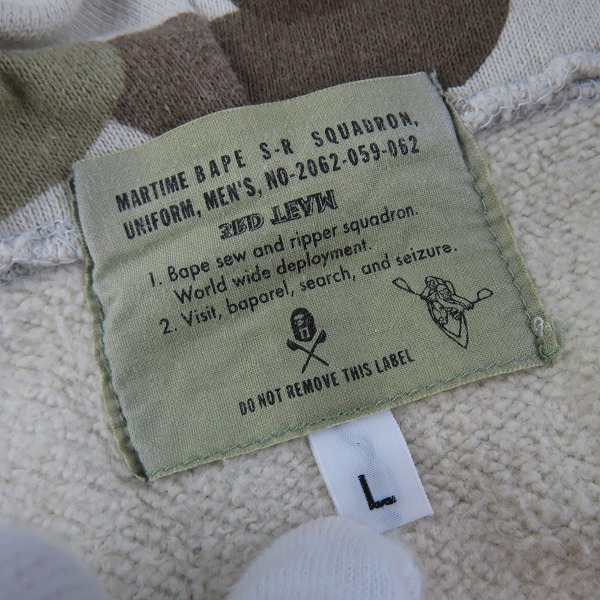 MARTIME BAPE S-R SQUADRON,
UNIFORM, MEN'S, NO-2062-059-062
1. Bape sew and ripper squadron.
World wide deployment.
2. Visit, baparel, search, and seizure.
DO NOT REMOVE THIS LABEL
L